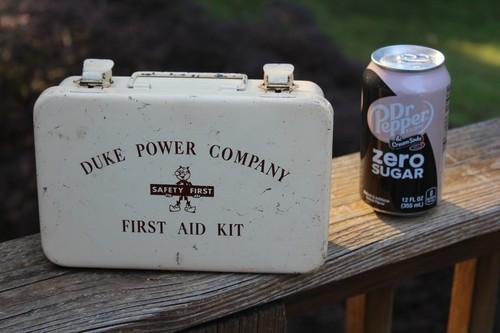 DUKE POWER COMPANY
SAFETY FIRST
FIRST AID KIT
Dr
Pepper
& Cream Soda
zero
SUGAR
12 FL OZ
(355 mL)